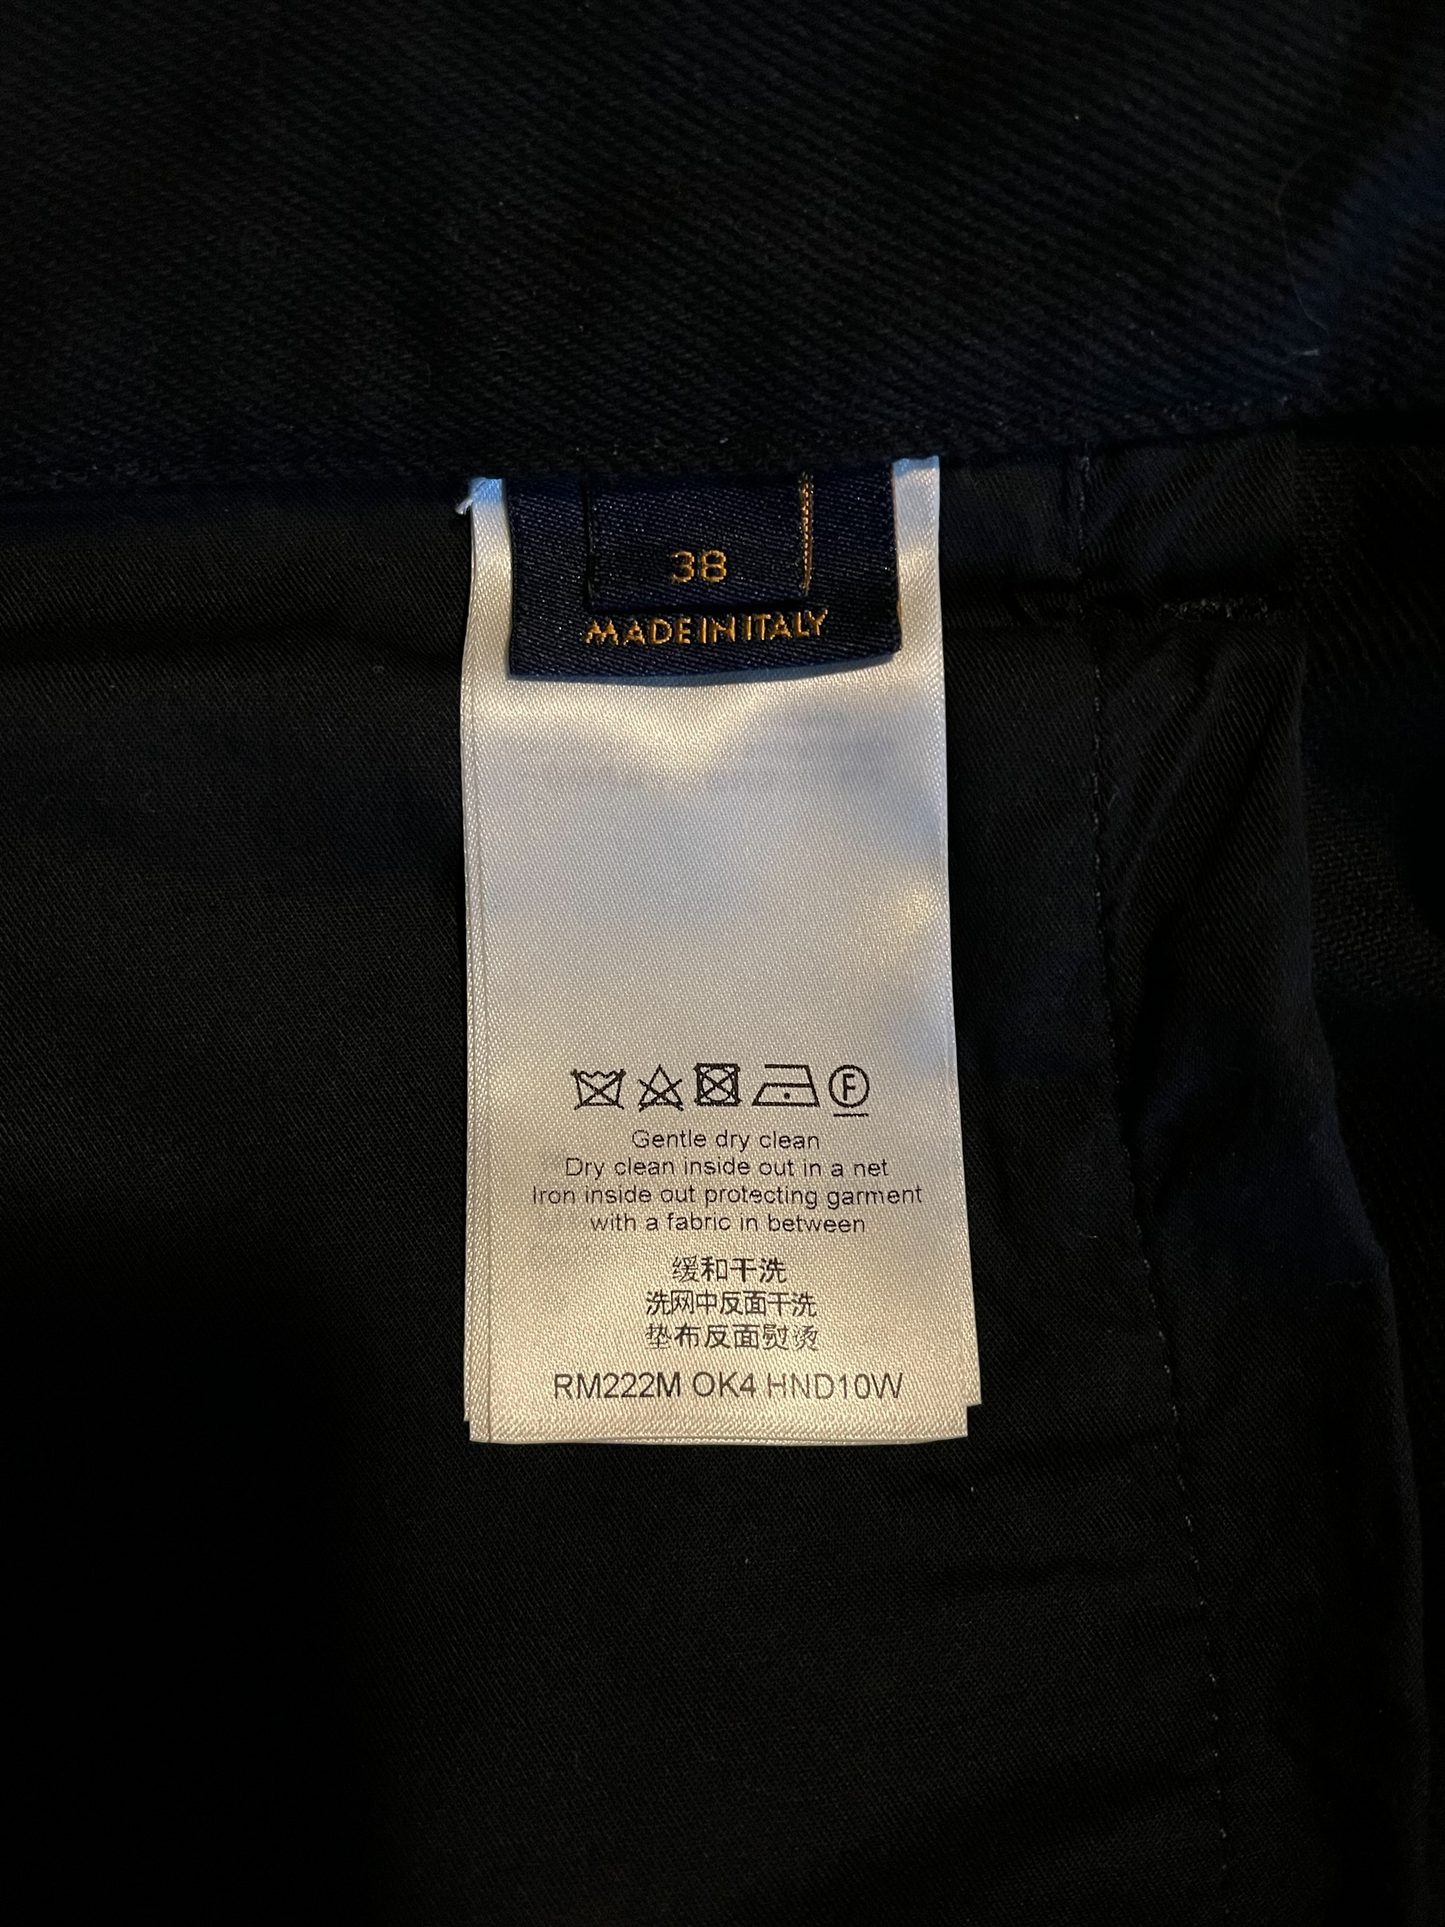 38
MADE IN ITALY
F
Gentle dry clean
Dry clean inside out in a net
Iron inside out protecting garment
with a fabric in between
缓和干洗
洗网中反面干洗
垫布反面熨烫
RM222M OK4 HND10W